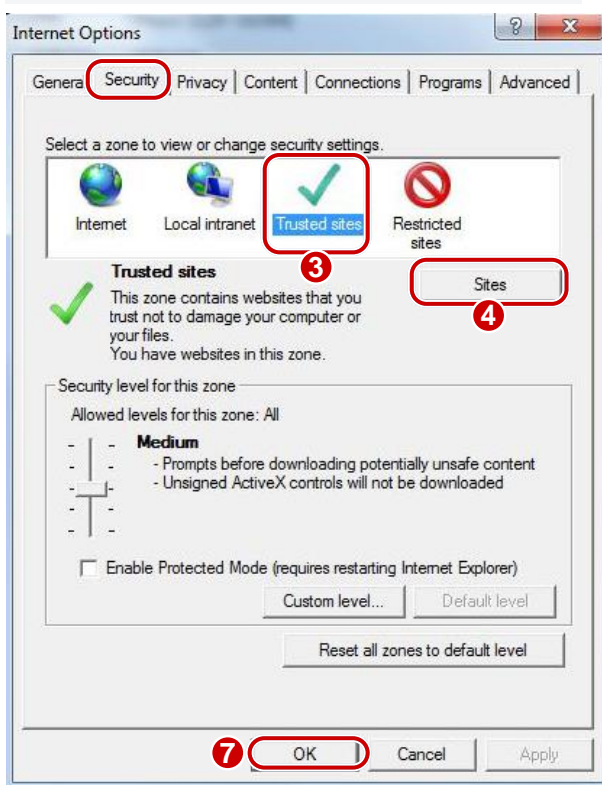 Internet Options
General Security Privacy Content Connections Programs Advanced
Select a zone to view or change security settings.
Internet Local intranet Trusted sites Restricted sites
3
Trusted sites
Sites
4
This zone contains websites that you
trust not to damage your computer or
your files.
You have websites in this zone.
Security level for this zone
Allowed levels for this zone: All
Medium
- Prompts before downloading potentially unsafe content
- Unsigned ActiveX controls will not be downloaded
Enable Protected Mode (requires restarting Internet Explorer)
Custom level... Default level
Reset all zones to default level
7 OK Cancel Apply